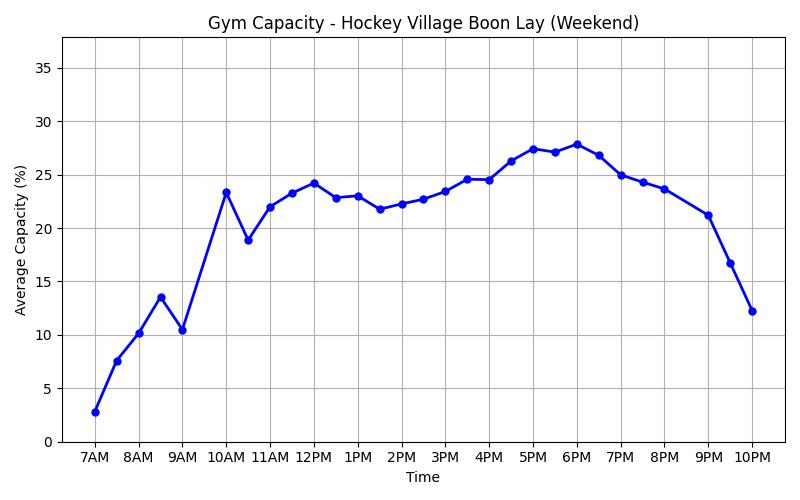 Gym Capacity - Hockey Village Boon Lay (Weekend)
Average Capacity (%)
35
30
25
20
15
10
5
0
7AM 8AM 9AM 10AM 11AM 12PM 1PM 2PM 3PM 4PM 5PM 6PM 7PM 8PM 9PM 10PM
Time